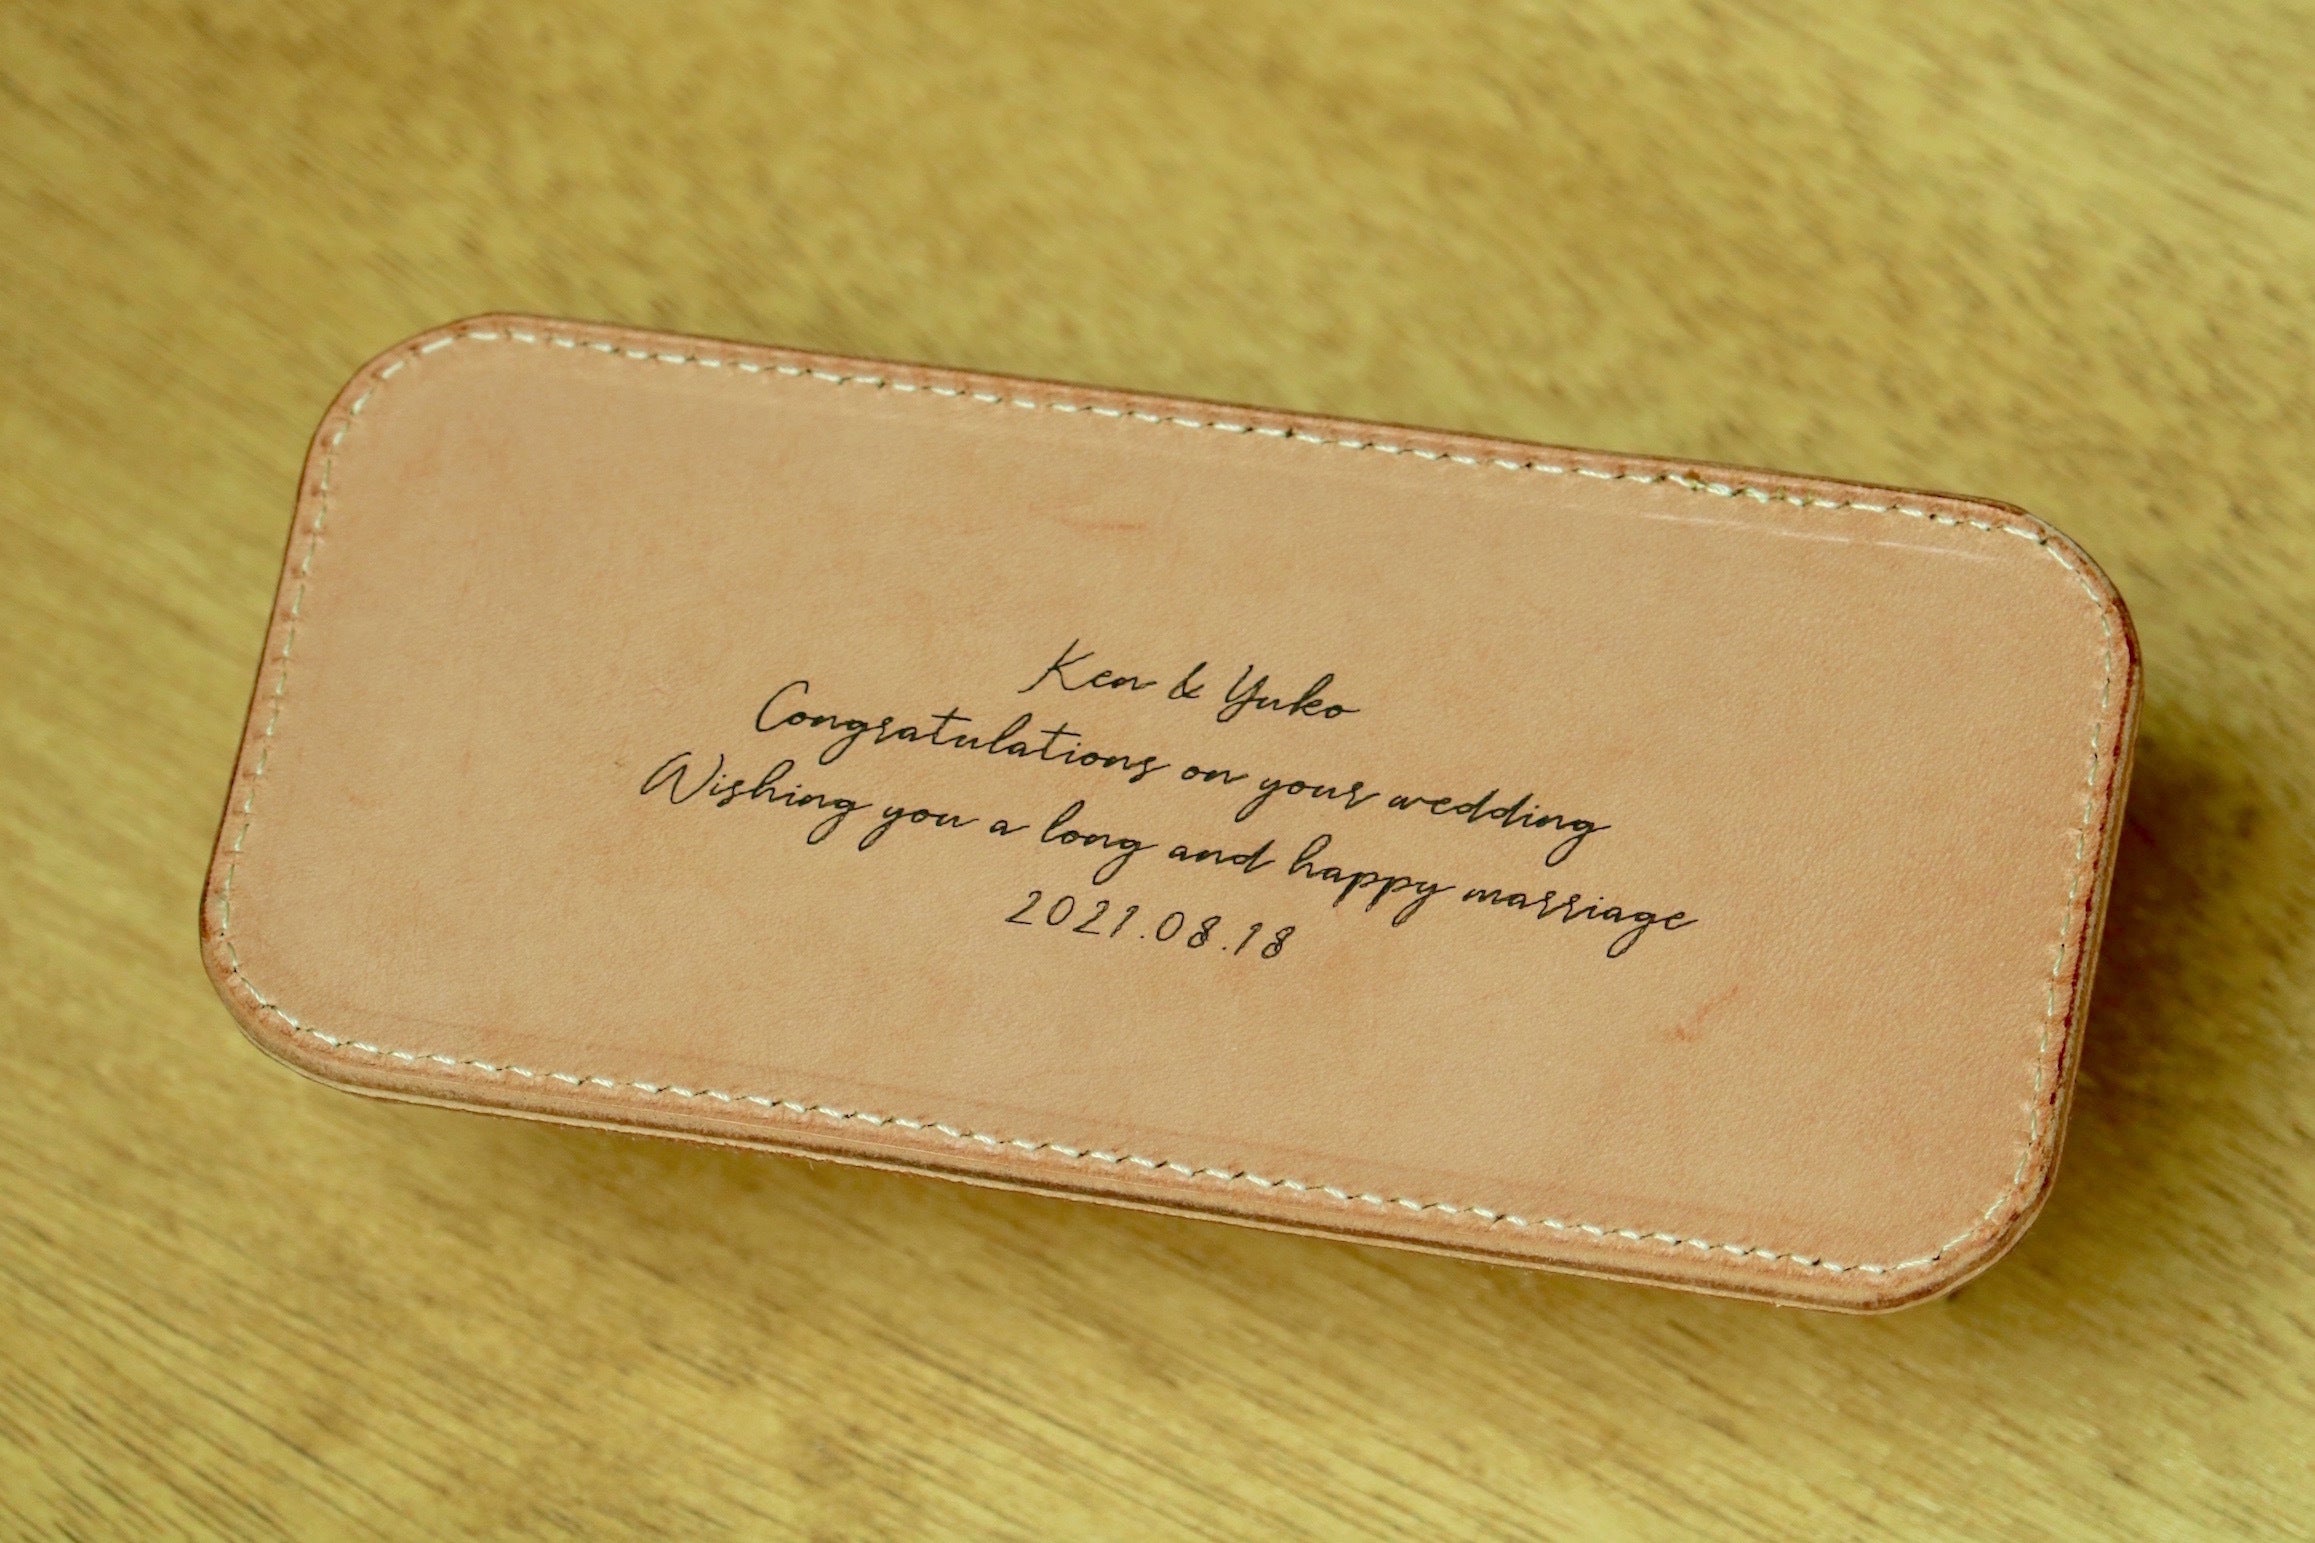 Ken & Yuko
Congratulations on your wedding
Wishing you a long and happy marriage
2021.08.18